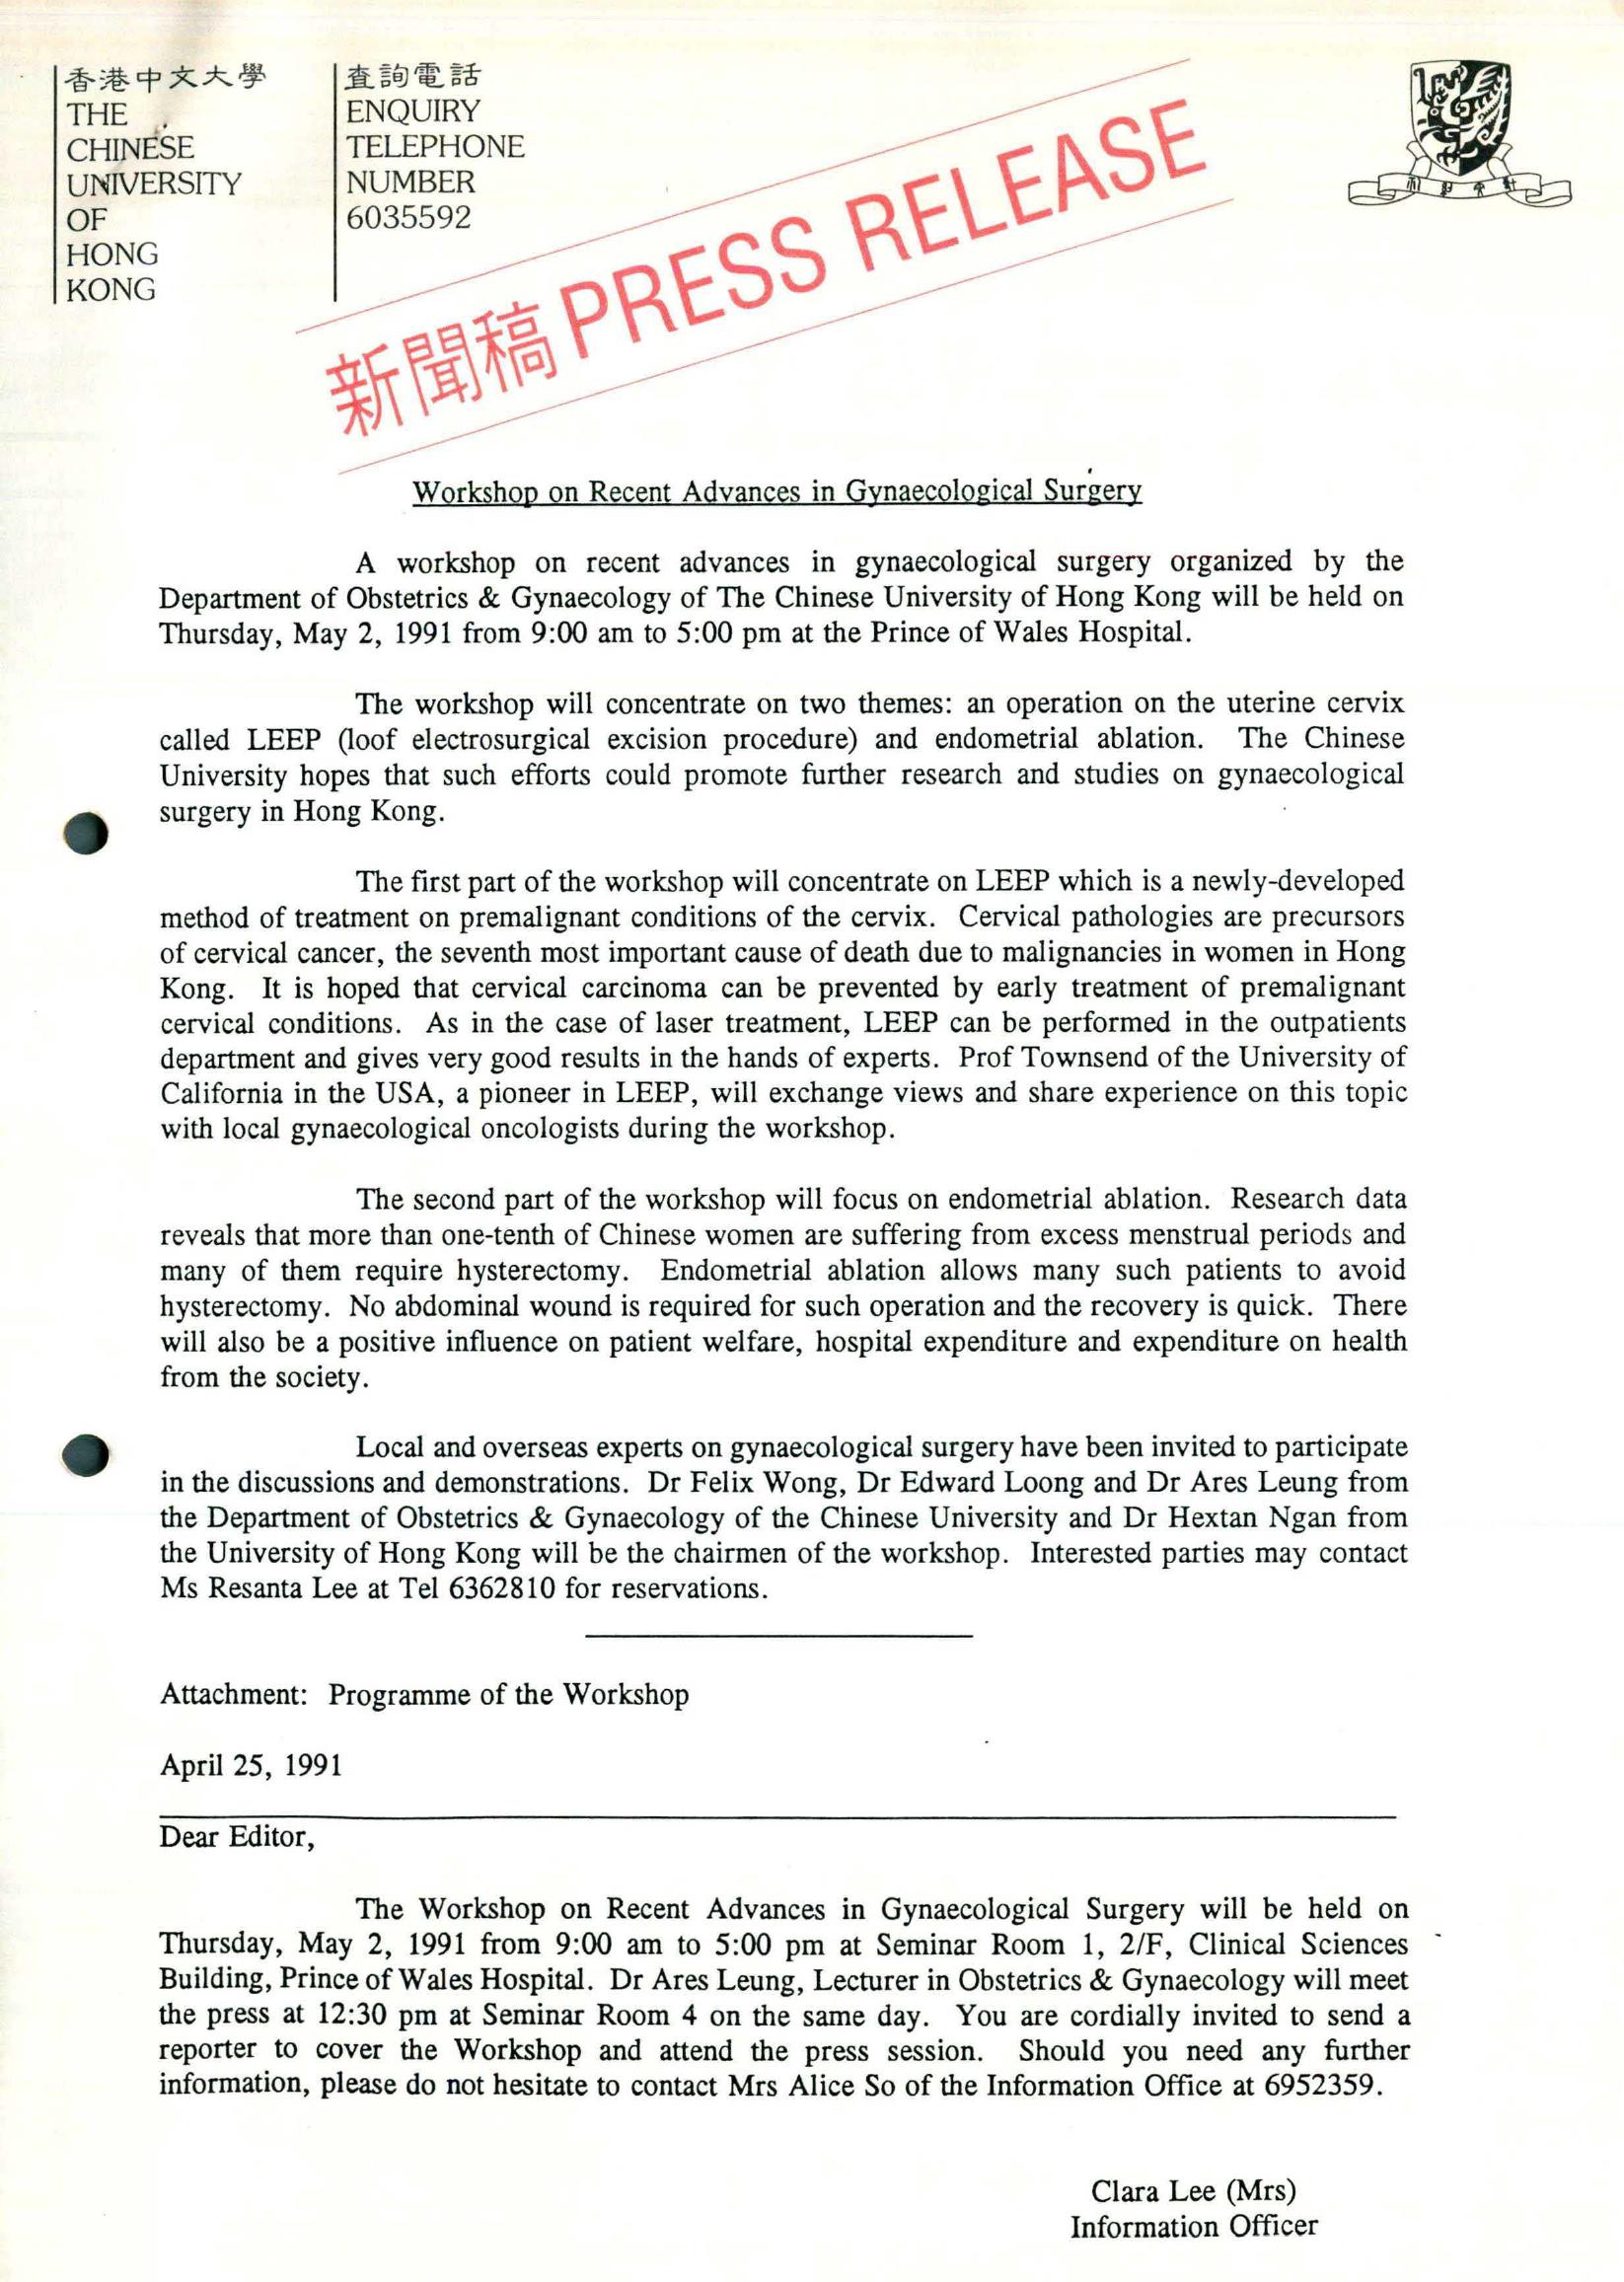 香港中文大學
THE
CHINESE
UNIVERSITY
OF
HONG
KONG
查詢電話
ENQUIRY
TELEPHONE
NUMBER
6035592
新聞稿 PRESS RELEASE
Workshop on Recent Advances in Gynaecological Surgery
A workshop on recent advances in gynaecological surgery organized by the
Department of Obstetrics & Gynaecology of The Chinese University of Hong Kong will be held on
Thursday, May 2, 1991 from 9:00 am to 5:00 pm at the Prince of Wales Hospital.
The workshop will concentrate on two themes: an operation on the uterine cervix
called LEEP (loof electrosurgical excision procedure) and endometrial ablation. The Chinese
University hopes that such efforts could promote further research and studies on gynaecological
surgery in Hong Kong.
The first part of the workshop will concentrate on LEEP which is a newly-developed
method of treatment on premalignant conditions of the cervix. Cervical pathologies are precursors
of cervical cancer, the seventh most important cause of death due to malignancies in women in Hong
Kong. It is hoped that cervical carcinoma can be prevented by early treatment of premalignant
cervical conditions. As in the case of laser treatment, LEEP can be performed in the outpatients
department and gives very good results in the hands of experts. Prof Townsend of the University of
California in the USA, a pioneer in LEEP, will exchange views and share experience on this topic
with local gynaecological oncologists during the workshop.
The second part of the workshop will focus on endometrial ablation. Research data
reveals that more than one-tenth of Chinese women are suffering from excess menstrual periods and
many of them require hysterectomy. Endometrial ablation allows many such patients to avoid
hysterectomy. No abdominal wound is required for such operation and the recovery is quick. There
will also be a positive influence on patient welfare, hospital expenditure and expenditure on health
from the society.
Local and overseas experts on gynaecological surgery have been invited to participate
in the discussions and demonstrations. Dr Felix Wong, Dr Edward Loong and Dr Ares Leung from
the Department of Obstetrics & Gynaecology of the Chinese University and Dr Hextan Ngan from
the University of Hong Kong will be the chairmen of the workshop. Interested parties may contact
Ms Resanta Lee at Tel 6362810 for reservations.
Attachment: Programme of the Workshop
April 25, 1991
Dear Editor,
The Workshop on Recent Advances in Gynaecological Surgery will be held on
Thursday, May 2, 1991 from 9:00 am to 5:00 pm at Seminar Room 1, 2/F, Clinical Sciences
Building, Prince of Wales Hospital. Dr Ares Leung, Lecturer in Obstetrics & Gynaecology will meet
the press at 12:30 pm at Seminar Room 4 on the same day. You are cordially invited to send a
reporter to cover the Workshop and attend the press session. Should you need any further
information, please do not hesitate to contact Mrs Alice So of the Information Office at 6952359.
Clara Lee (Mrs)
Information Officer